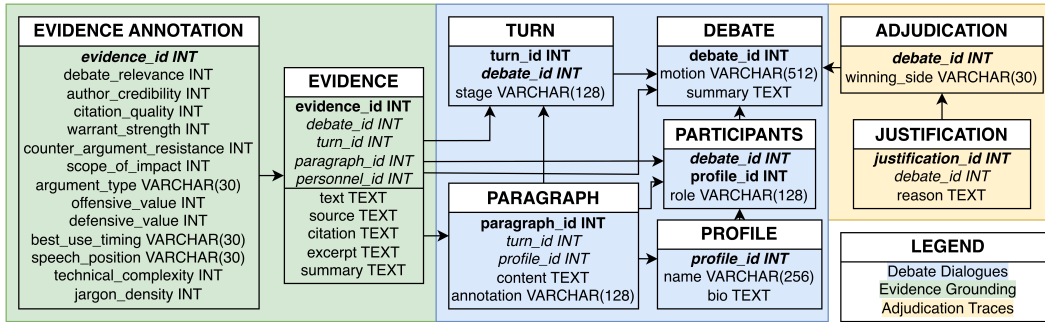 EVIDENCE ANNOTATION
evidence_id INT
debate_relevance INT
author_credibility INT
citation_quality INT
warrant_strength INT
counter_argument_resistance INT
scope_of_impact INT
argument_type VARCHAR(30)
offensive_value INT
defensive_value INT
best_use_timing VARCHAR(30)
speech_position VARCHAR(30)
technical_complexity INT
jargon_density INT
EVIDENCE
evidence_id INT
debate_id INT
turn_id INT
paragraph_id INT
personnel_id INT
text TEXT
source TEXT
citation TEXT
excerpt TEXT
summary TEXT
TURN
turn_id INT
debate_id INT
stage VARCHAR(128)
PARAGRAPH
paragraph_id INT
turn_id INT
profile_id INT
content TEXT
annotation VARCHAR(128)
DEBATE
debate_id INT
motion VARCHAR(512)
summary TEXT
PARTICIPANTS
debate_id INT
profile_id INT
role VARCHAR(128)
PROFILE
profile_id INT
name VARCHAR(256)
bio TEXT
ADJUDICATION
debate_id INT
winning_side VARCHAR(30)
JUSTIFICATION
justification_id INT
debate_id INT
reason TEXT
LEGEND
Debate Dialogues
Evidence Grounding
Adjudication Traces